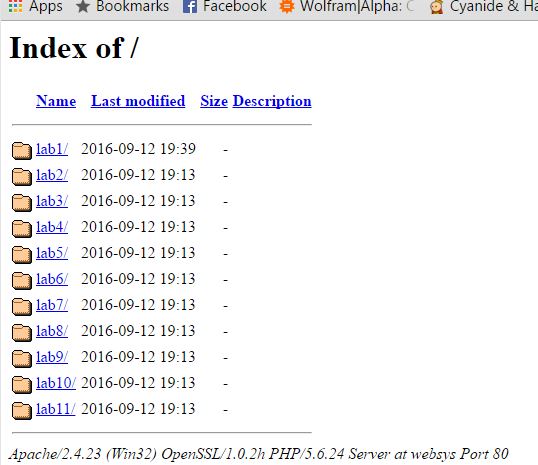 Apps Bookmarks Facebook Wolfram|Alpha: Cyanide & Ha
Index of /
Name Last modified Size Description
lab1/ 2016-09-12 19:39 -
lab2/ 2016-09-12 19:13 -
lab3/ 2016-09-12 19:13 -
lab4/ 2016-09-12 19:13 -
lab5/ 2016-09-12 19:13 -
lab6/ 2016-09-12 19:13 -
lab7/ 2016-09-12 19:13 -
lab8/ 2016-09-12 19:13 -
lab9/ 2016-09-12 19:13 -
lab10/ 2016-09-12 19:13 -
lab11/ 2016-09-12 19:13 -
Apache/2.4.23 (Win32) OpenSSL/1.0.2h PHP/5.6.24 Server at websys Port 80